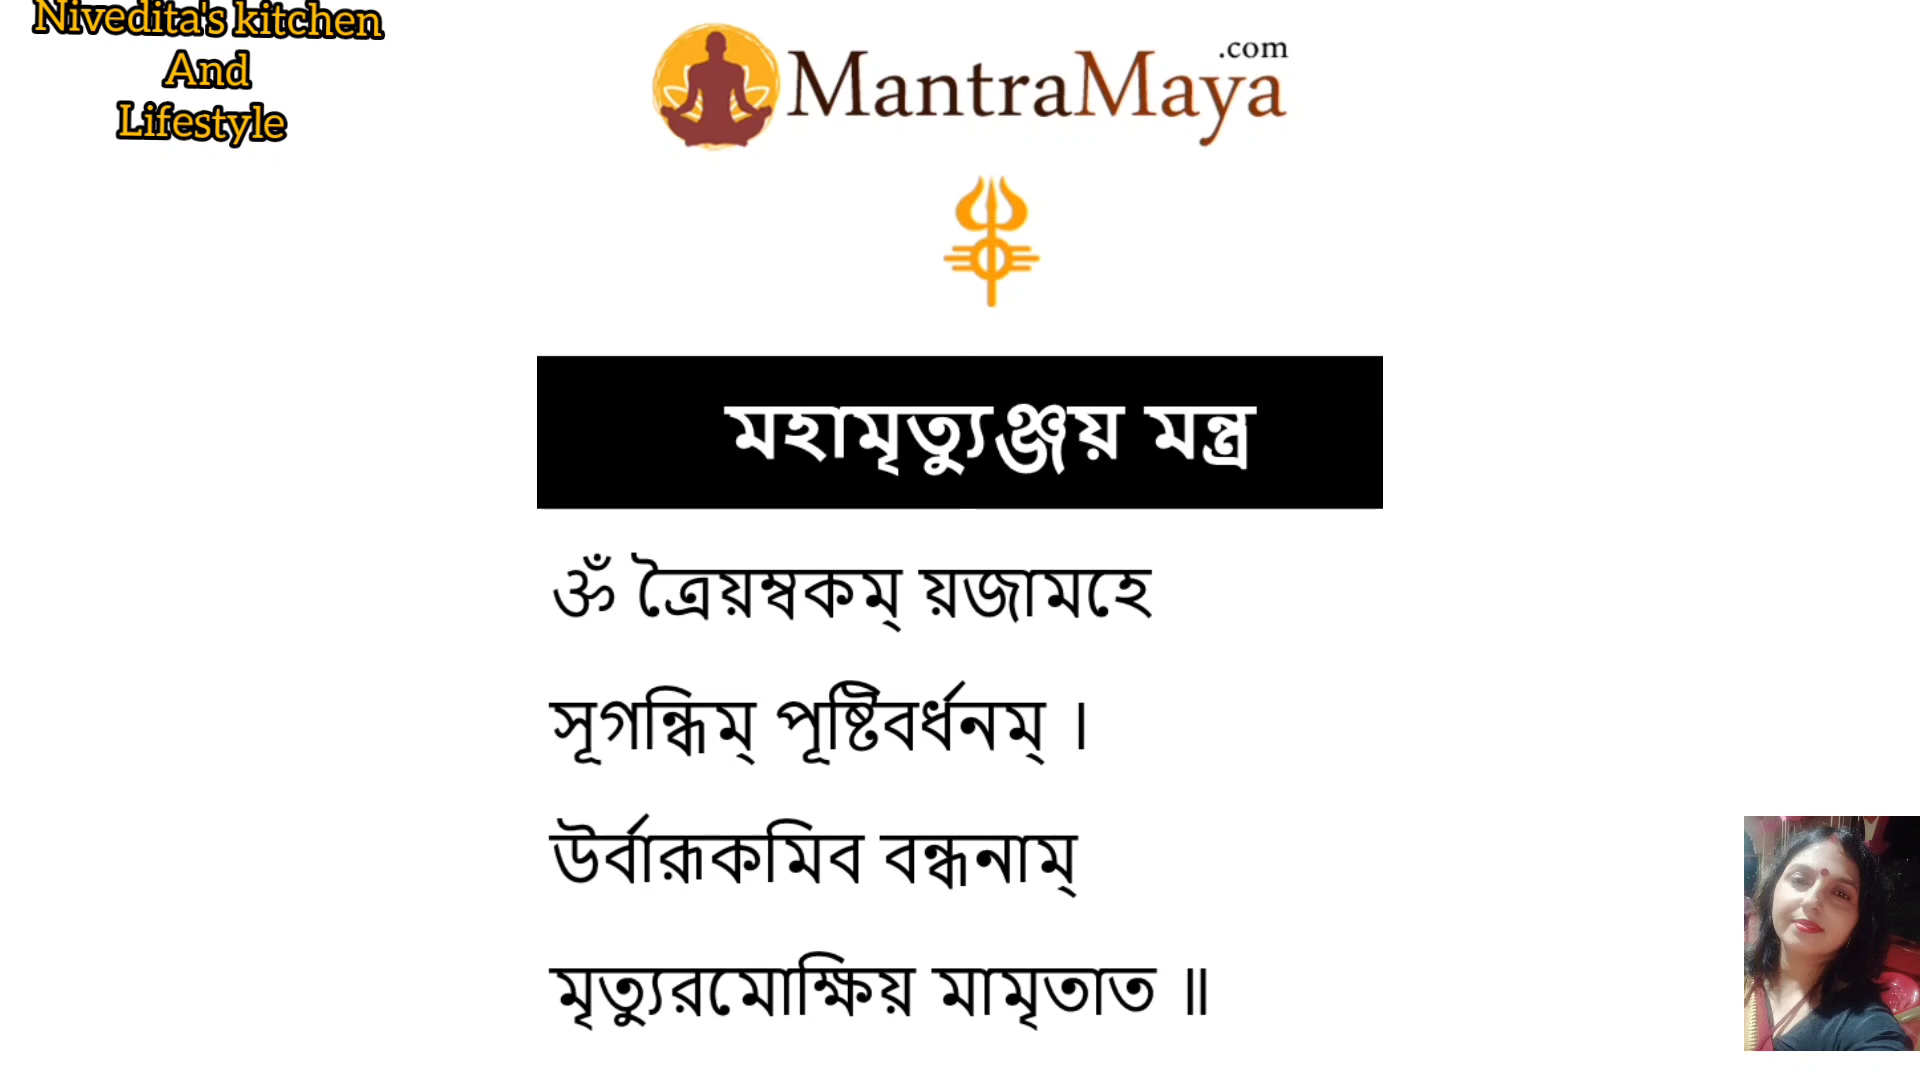 Nivedita's kitchen
And
Lifestyle
MantraMaya.com
মহামৃত্যুঞ্জয় মন্ত্র
ॐ ত্রৈয়ম্বকম্ য়জামহে
সূগন্ধিম্ পূষ্টিবর্ধনম্ ।
উর্বারূকমিব বন্ধনাম্
মৃত্যুরমোক্ষিয় মামৃতাত ॥